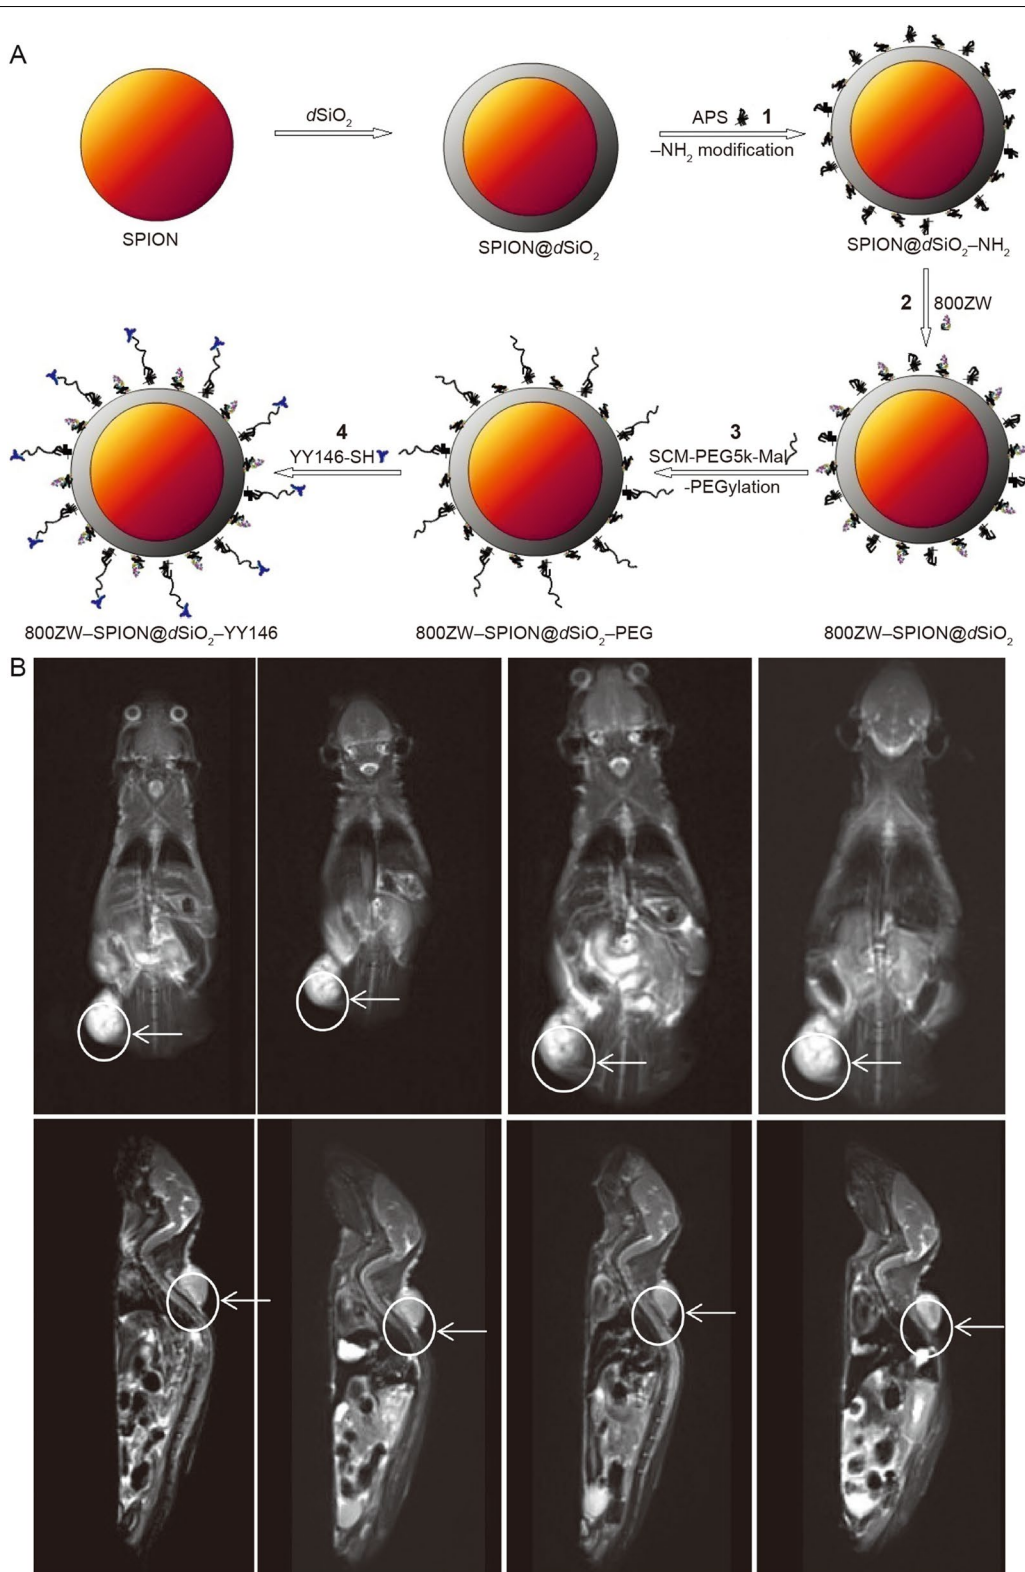 A
dSiO₂
APS 1
–NH₂ modification
SPION
SPION@dSiO₂
SPION@dSiO₂–NH₂
2 800ZW
4
YY146-SH
3
SCM-PEG5k-Mal
-PEGylation
800ZW–SPION@dSiO₂–YY146
800ZW–SPION@dSiO₂–PEG
800ZW–SPION@dSiO₂
B